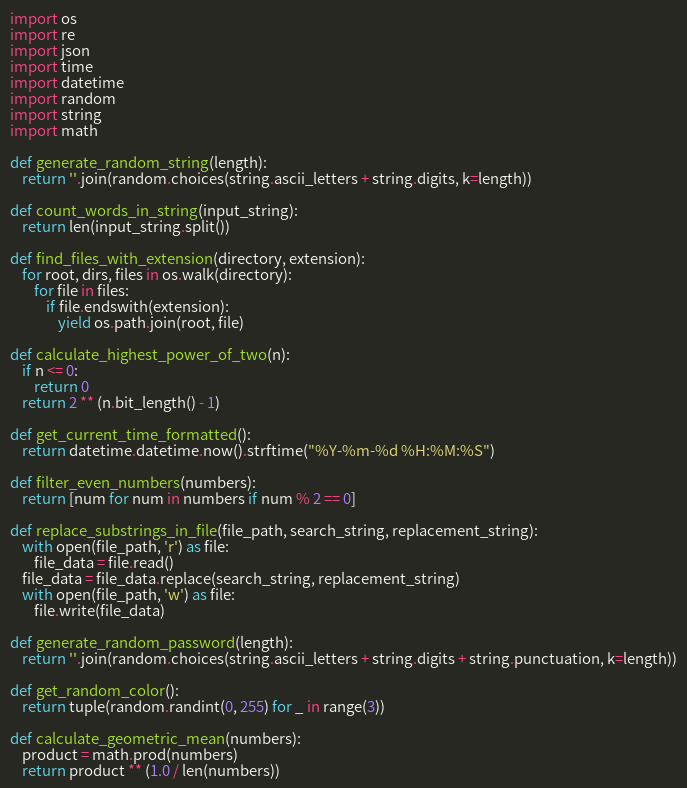 import os
import re
import json
import time
import datetime
import random
import string
import math

def generate_random_string(length):
    return ''.join(random.choices(string.ascii_letters + string.digits, k=length))

def count_words_in_string(input_string):
    return len(input_string.split())

def find_files_with_extension(directory, extension):
    for root, dirs, files in os.walk(directory):
        for file in files:
            if file.endswith(extension):
                yield os.path.join(root, file)

def calculate_highest_power_of_two(n):
    if n <= 0:
        return 0
    return 2 ** (n.bit_length() - 1)

def get_current_time_formatted():
    return datetime.datetime.now().strftime("%Y-%m-%d %H:%M:%S")

def filter_even_numbers(numbers):
    return [num for num in numbers if num % 2 == 0]

def replace_substrings_in_file(file_path, search_string, replacement_string):
    with open(file_path, 'r') as file:
        file_data = file.read()
    file_data = file_data.replace(search_string, replacement_string)
    with open(file_path, 'w') as file:
        file.write(file_data)

def generate_random_password(length):
    return ''.join(random.choices(string.ascii_letters + string.digits + string.punctuation, k=length))

def get_random_color():
    return tuple(random.randint(0, 255) for _ in range(3))

def calculate_geometric_mean(numbers):
    product = math.prod(numbers)
    return product ** (1.0 / len(numbers))